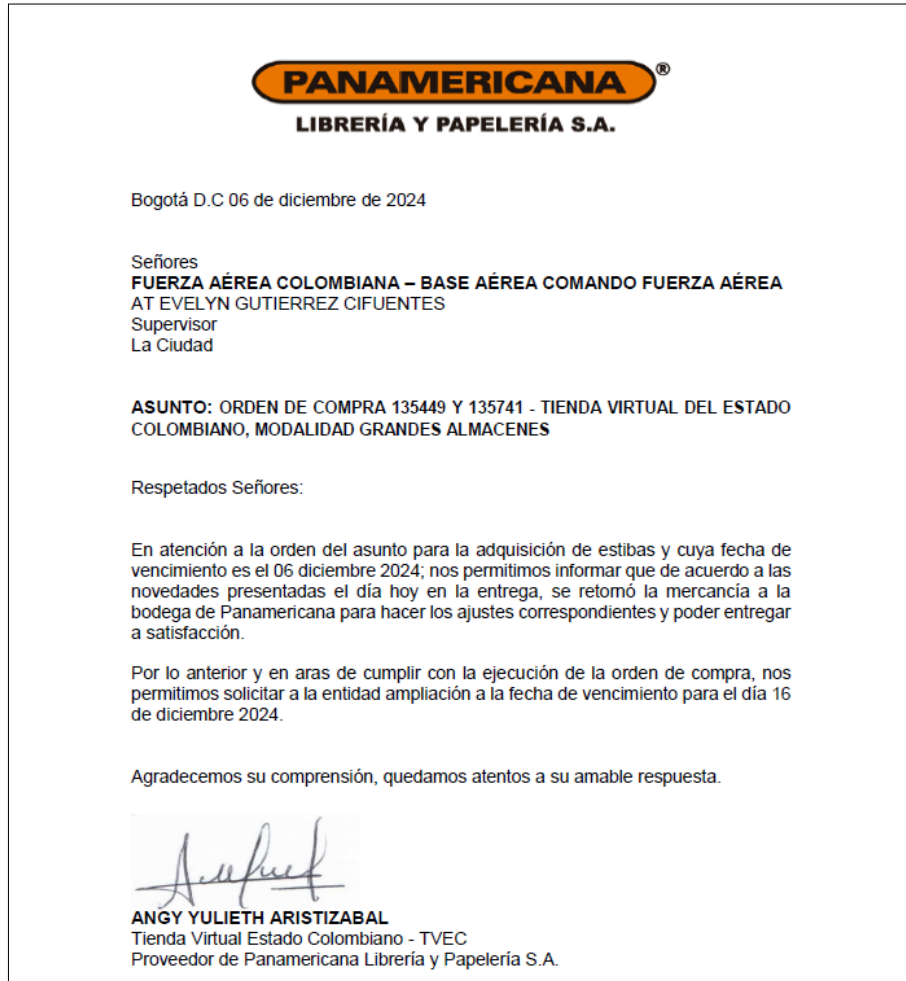 PANAMERICANA®
LIBRERÍA Y PAPELERÍA S.A.
Bogotá D.C 06 de diciembre de 2024
Señores
FUERZA AÉREA COLOMBIANA – BASE AÉREA COMANDO FUERZA AÉREA
AT EVELYN GUTIERREZ CIFUENTES
Supervisor
La Ciudad
ASUNTO: ORDEN DE COMPRA 135449 Y 135741 - TIENDA VIRTUAL DEL ESTADO
COLOMBIANO, MODALIDAD GRANDES ALMACENES
Respetados Señores:
En atención a la orden del asunto para la adquisición de estibas y cuya fecha de
vencimiento es el 06 diciembre 2024; nos permitimos informar que de acuerdo a las
novedades presentadas el día hoy en la entrega, se retornó la mercancía a la
bodega de Panamericana para hacer los ajustes correspondientes y poder entregar
a satisfacción.
Por lo anterior y en aras de cumplir con la ejecución de la orden de compra, nos
permitimos solicitar a la entidad ampliación a la fecha de vencimiento para el día 16
de diciembre 2024.
Agradecemos su comprensión, quedamos atentos a su amable respuesta.
ANGY YULIETH ARISTIZABAL
Tienda Virtual Estado Colombiano - TVEC
Proveedor de Panamericana Librería y Papelería S.A.